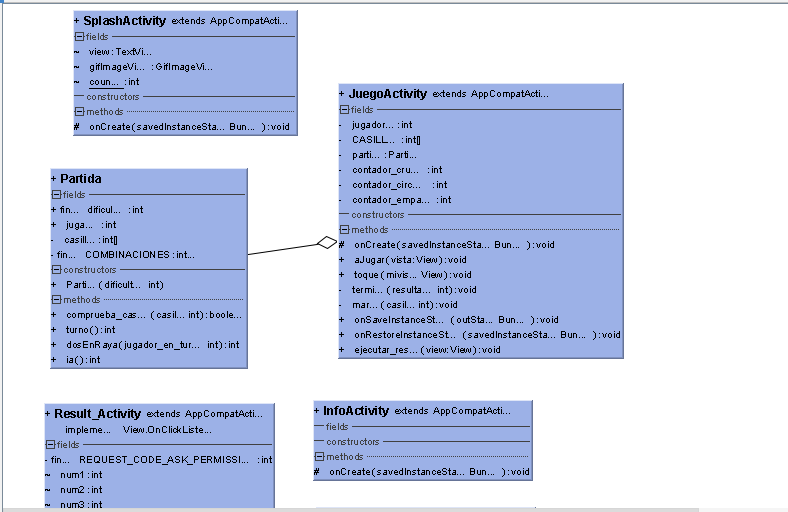 + SplashActivity extends AppCompatActi...
fields
~ view:TextVi...
~ gifImageVi... :GifImageVi...
~ coun... :int
constructors
methods
# onCreate(savedInstanceSta... Bun... ):void
+ JuegoActivity extends AppCompatActi...
fields
- jugador... :int
- CASILL... :int[]
- parti... :Parti...
- contador_cru... :int
- contador_circ... :int
- contador_empa... :int
constructors
methods
# onCreate(savedInstanceSta... Bun... ):void
+ aJugar(vista:View):void
+ toque(mivis... View):void
- termi... (resulta... int):void
- mar... (casil... int):void
+ onSaveInstanceSt... (outSta... Bun... ):void
+ onRestoreInstanceSt... (savedInstanceSta... Bun... ):void
+ ejecutar_res... (view:View):void
+ Partida
fields
+ fin... dificul... :int
+ juga... :int
- casill... :int[]
- fin... COMBINACIONES:int...
constructors
+ Parti... (dificult... int)
methods
+ comprueba_cas... (casil... int):boole...
+ turno():int
+ dosEnRaya(jugador_en_tur... int):int
+ ia():int
+ Result_Activity extends AppCompatActi...
impleme... View.OnClickListe...
fields
- fin... REQUEST_CODE_ASK_PERMISSI... :int
~ num1:int
~ num2:int
~ num3:int
+ InfoActivity extends AppCompatActi...
fields
constructors
methods
# onCreate(savedInstanceSta... Bun... ):void